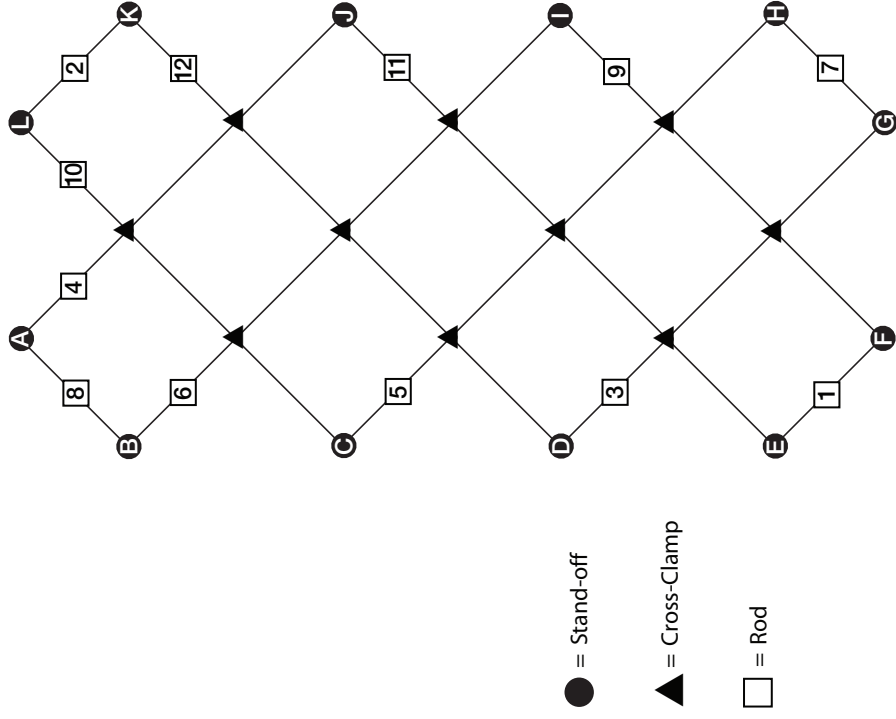 K
J
I
H
2
12
11
9
7
L
G
10
4
A
F
8
6
5
3
1
B
C
D
E
= Stand-off
= Cross-Clamp
= Rod